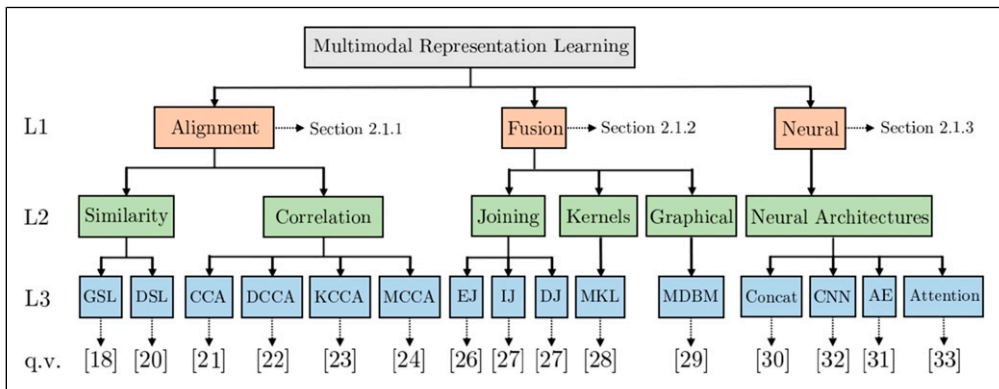 Multimodal Representation Learning
L1 Alignment Section 2.1.1 Fusion Section 2.1.2 Neural Section 2.1.3
L2 Similarity Correlation Joining Kernels Graphical Neural Architectures
L3 GSL DSL CCA DCCA KCCA MCCA EJ IJ DJ MKL MDBM Concat CNN AE Attention
q.v. [18] [20] [21] [22] [23] [24] [26] [27] [27] [28] [29] [30] [32] [31] [33]